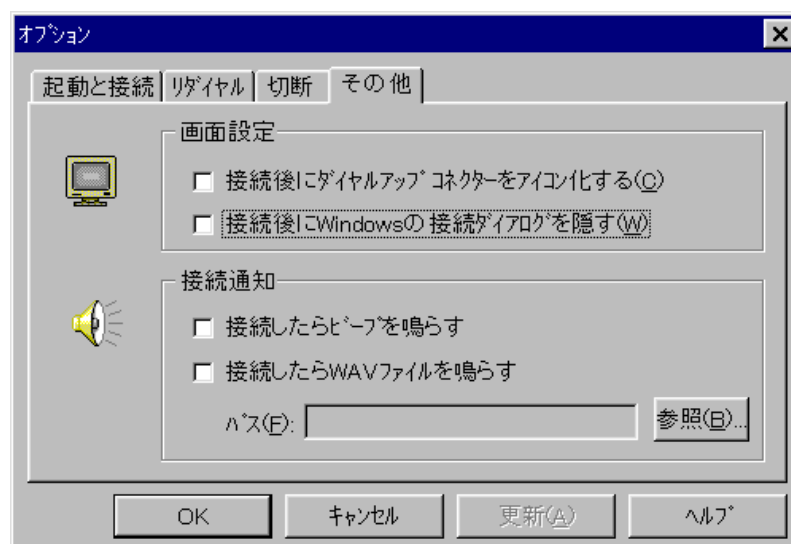 オプション
起動と接続 リダイヤル 切断 その他
画面設定
接続後にダイヤルアップ コネクターをアイコン化する(C)
接続後にWindowsの接続ダイアログを隠す(W)
接続通知
接続したらビープを鳴らす
接続したらWAVファイルを鳴らす
パス(F): 参照(B)...
OK キャンセル 更新(A) ヘルプ